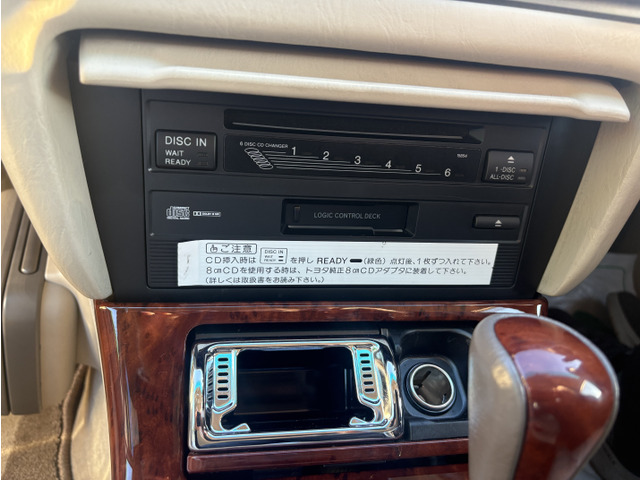 DISC IN
WAIT
READY
6 DISC CD CHANGER
1 2 3 4 5 6
1 -DISC
ALL-DISC
COMPACT
disc
DIGITAL AUDIO
LOGIC CONTROL DECK
ご注意
CD挿入時は DISC IN WAIT READY を押し READY (緑色) 点灯後、1枚ずつ入れて下さい。
8cmCDを使用する時は、トヨタ純正8cmCDアダプタに装着して下さい。
(詳しくは取扱書をお読み下さい。)